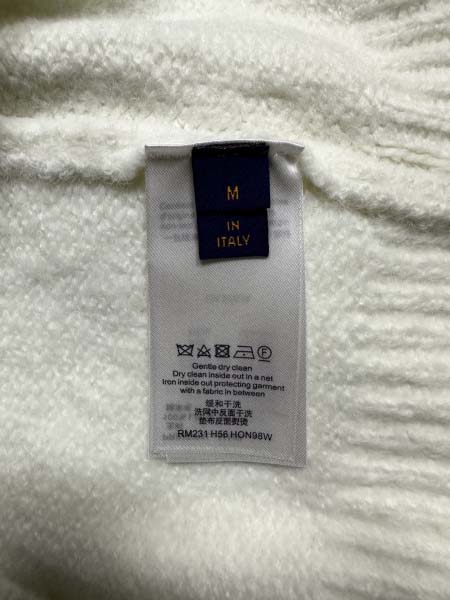 M
IN
ITALY
Gentle dry clean
Dry clean inside out in a net
Iron inside out protecting garment
with a fabric in between
缓和干洗
洗网中反面干洗
垫布反面熨烫
RM231 H56 HON98W